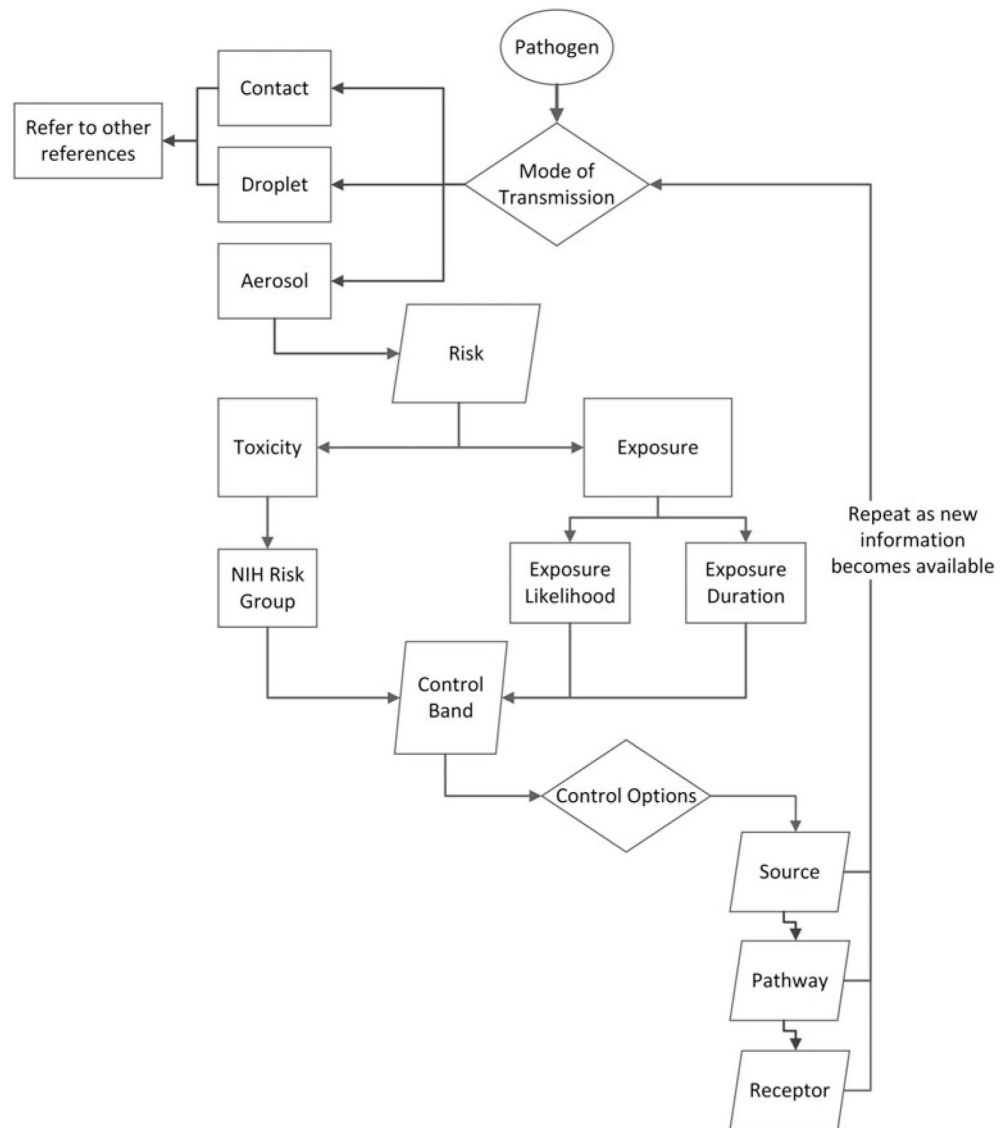 Pathogen
Contact
Refer to other
references
Mode of
Transmission
Droplet
Aerosol
Risk
Toxicity
Exposure
Repeat as new
information
becomes available
NIH Risk
Group
Exposure
Likelihood
Exposure
Duration
Control
Band
Control Options
Source
Pathway
Receptor